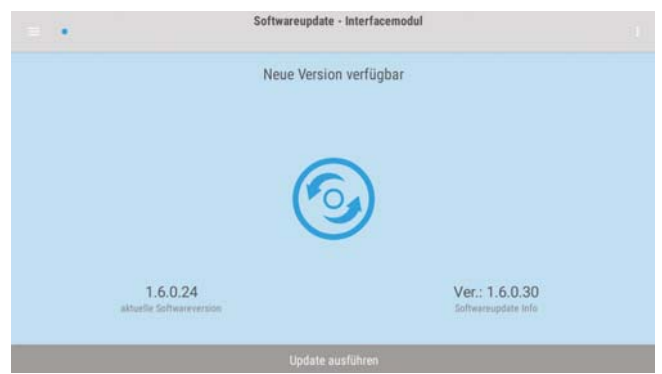 Softwareupdate - Interfacemodul
Neue Version verfügbar
1.6.0.24
aktuelle Softwareversion
Ver.: 1.6.0.30
Softwareupdate Info
Update ausführen